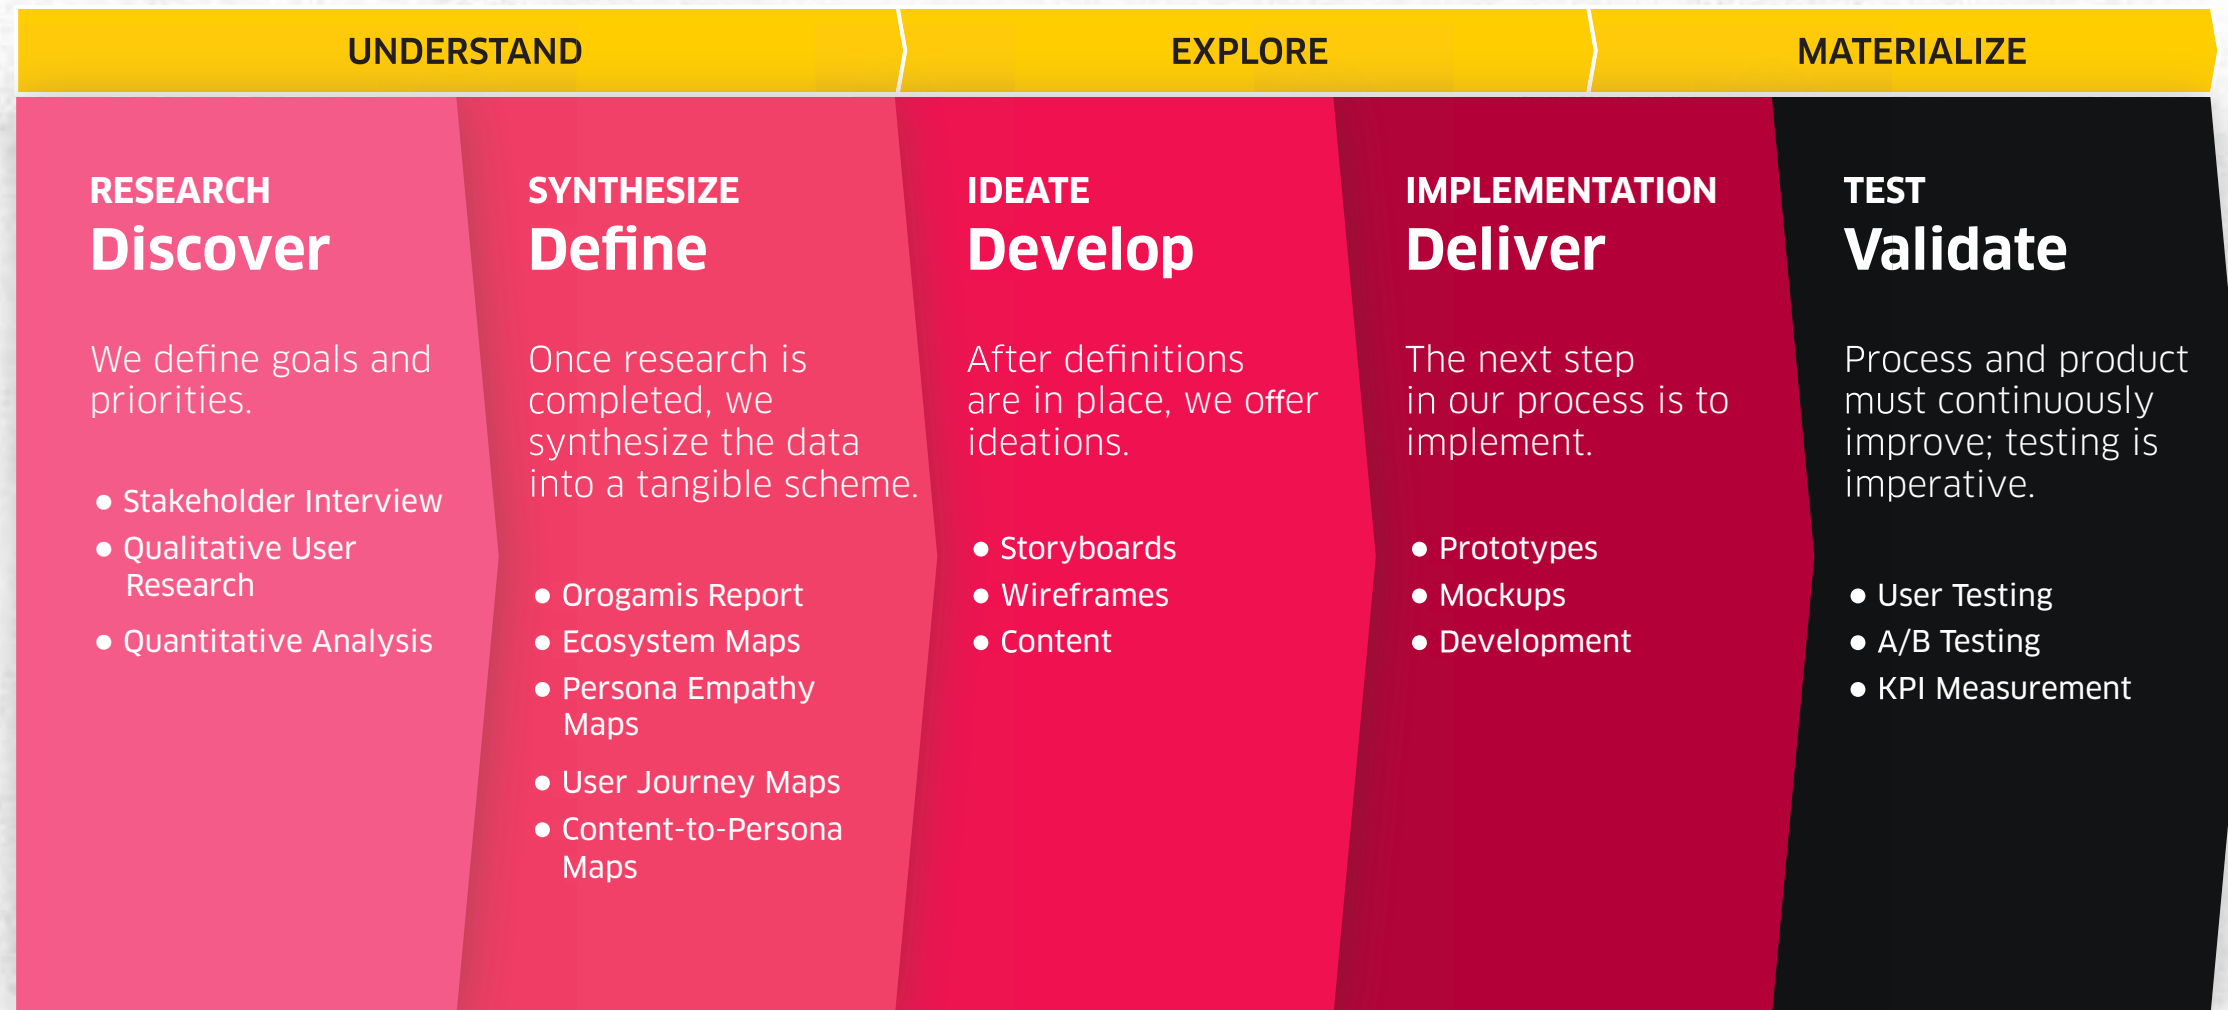 UNDERSTAND
EXPLORE
MATERIALIZE
RESEARCH
Discover
We define goals and
priorities.
● Stakeholder Interview
● Qualitative User
Research
● Quantitative Analysis
SYNTHESIZE
Define
Once research is
completed, we
synthesize the data
into a tangible scheme.
● Orogamis Report
● Ecosystem Maps
● Persona Empathy
Maps
● User Journey Maps
● Content-to-Persona
Maps
IDEATE
Develop
After definitions
are in place, we offer
ideations.
● Storyboards
● Wireframes
● Content
IMPLEMENTATION
Deliver
The next step
in our process is to
implement.
● Prototypes
● Mockups
● Development
TEST
Validate
Process and product
must continuously
improve; testing is
imperative.
● User Testing
● A/B Testing
● KPI Measurement